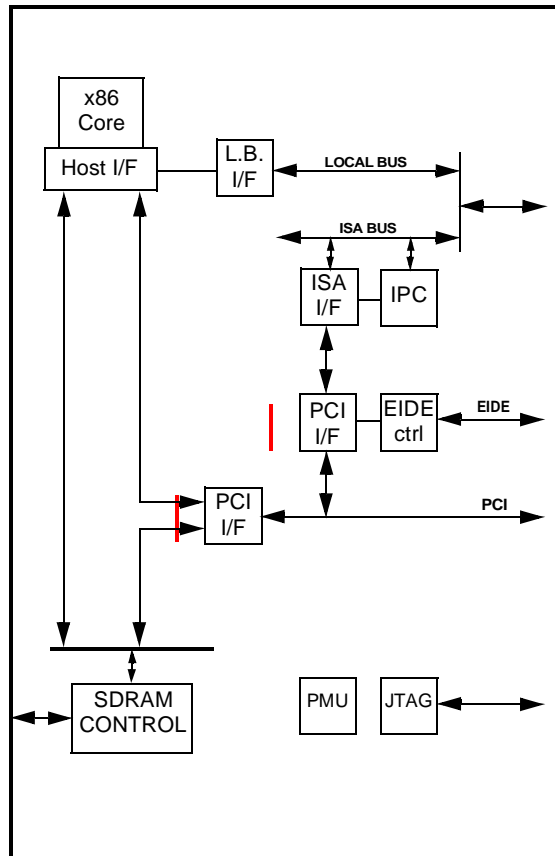 x86
Core
Host I/F
L.B.
I/F
LOCAL BUS
ISA BUS
ISA
I/F
IPC
PCI
I/F
EIDE
ctrl
EIDE
PCI
I/F
PCI
SDRAM
CONTROL
PMU
JTAG